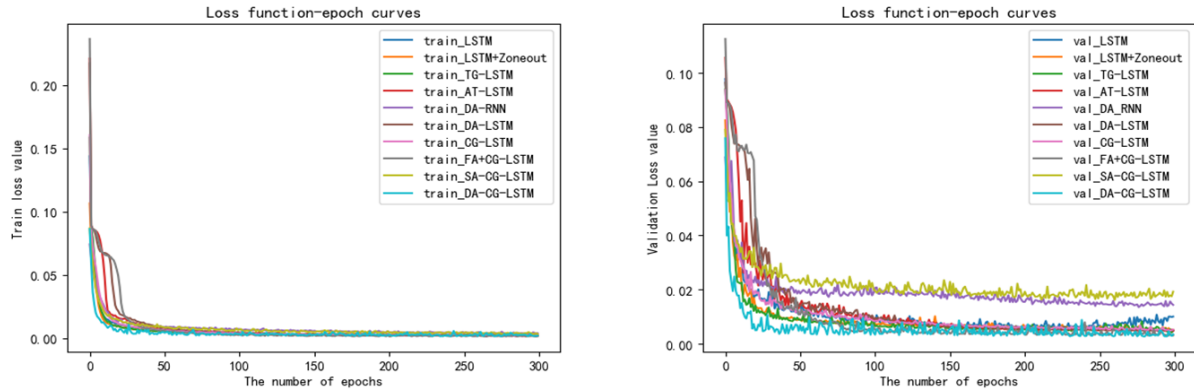 Loss function-epoch curves
train_LSTM
train_LSTM+Zoneout
train_TG-LSTM
train_AT-LSTM
train_DA-RNN
train_DA-LSTM
train_CG-LSTM
train_FA+CG-LSTM
train_SA-CG-LSTM
train_DA-CG-LSTM
Train loss value
0.20
0.15
0.10
0.05
0.00
0 50 100 150 200 250 300
The number of epochs
Loss function-epoch curves
val_LSTM
val_LSTM+Zoneout
val_TG-LSTM
val_AT-LSTM
val_DA_RNN
val_DA-LSTM
val_CG-LSTM
val_FA+CG-LSTM
val_SA-CG-LSTM
val_DA-CG-LSTM
Validation Loss value
0.10
0.08
0.06
0.04
0.02
0.00
0 50 100 150 200 250 300
The number of epochs